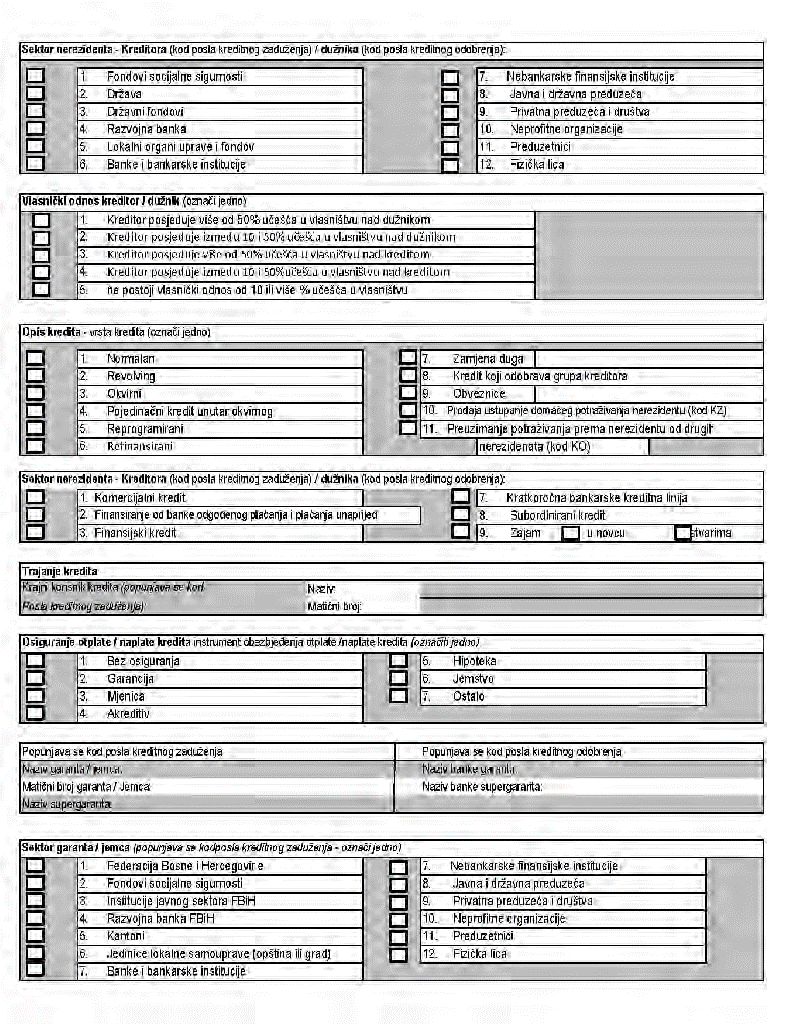 Sektor nerezidenta - Kreditora (kod posla kreditnog zaduženja) / dužnika (kod posla kreditnog odobrenja):
1. Fondovi socijalne sigurnosti
2. Država
3. Državni fondovi
4. Razvojna banka
5. Lokalni organi uprave i fondov
6. Banke i bankarske institucije
7. Nebankarske finansijske institucije
8. Javna i državna preduzeća
9. Privatna preduzeća i društva
10. Neprofitne organizacije
11. Preduzetnici
12. Fizička lica
Vlasnički odnos kreditor / dužnik (označi jedno)
1. Kreditor posjeduje više od 50% učešća u vlasništvu nad dužnikom
2. Kreditor posjeduje između 10 i 50% učešća u vlasništvu nad dužnikom
3. Kreditor posjeduje više od 50% učešća u vlasništvu nad kreditom
4. Kreditor posjeduje između 10 i 50% učešća u vlasništvu nad kreditom
5. ne postoji vlasnički odnos od 10 ili više % učešća u vlasništvu
Opis kredita - vrsta kredita (označi jedno)
1. Normalan
2. Revolving
3. Okvirni
4. Pojedinačni kredit unutar okvirnog
5. Reprogramirani
6. Refinansirani
7. Zamjena duga
8. Kredit koji odobrava grupa kreditora
9. Obveznice
10. Prodaja ustupanje domaćeg potraživanja nerezidentu (kod KZ)
11. Preuzimanje potraživanja prema nerezidentu od drugih
nerezidenata (kod KO)
Sektor nerezidenta - Kreditora (kod posla kreditnog zaduženja) / dužnika (kod posla kreditnog odobrenja):
1. Komercijalni kredit
2. Finansiranje od banke odgođenog plaćanja i plaćanja unaprijed
3. Finansijski kredit
7. Kratkoročna bankarske kreditna linija
8. Subordinirani kredit
9. Zajam u novcu stvarima
Trajanje kredita
Krajnji korisnik kredita (popunjava se kod Naziv:
Posla kreditnog zaduženja) Matični broj:
Osiguranje otplate / naplate kredita instrument obezbjeđenja otplate /naplate kredita (označiti jedno)
1. Bez osiguranja
2. Garancija
3. Mjenica
4. Akreditiv
5. Hipoteka
6. Jemstvo
7. Ostalo
Popunjava se kod posla kreditnog zaduženja
Naziv garanta / jemca:
Matični broj garanta / Jemca:
Naziv supergaranta:
Popunjava se kod posla kreditnog odobrenja
Naziv banke garanta:
Naziv banke supergaranta:
Sektor garanta / jemca (popunjava se kodposla kreditnog zaduženja - označi jedno)
1. Federacija Bosne i Hercegovine
2. Fondovi socijalne sigurnosti
3. Institucije javnog sektora FBiH
4. Razvojna banka FBiH
5. Kantoni
6. Jedinice lokalne samouprave (opština ili grad)
7. Banke i bankarske institucije
7. Nebankarske finansijske institucije
8. Javna i državna preduzeća
9. Privatna preduzeća i društva
10. Neprofitne organizacije
11. Preduzetnici
12. Fizička lica